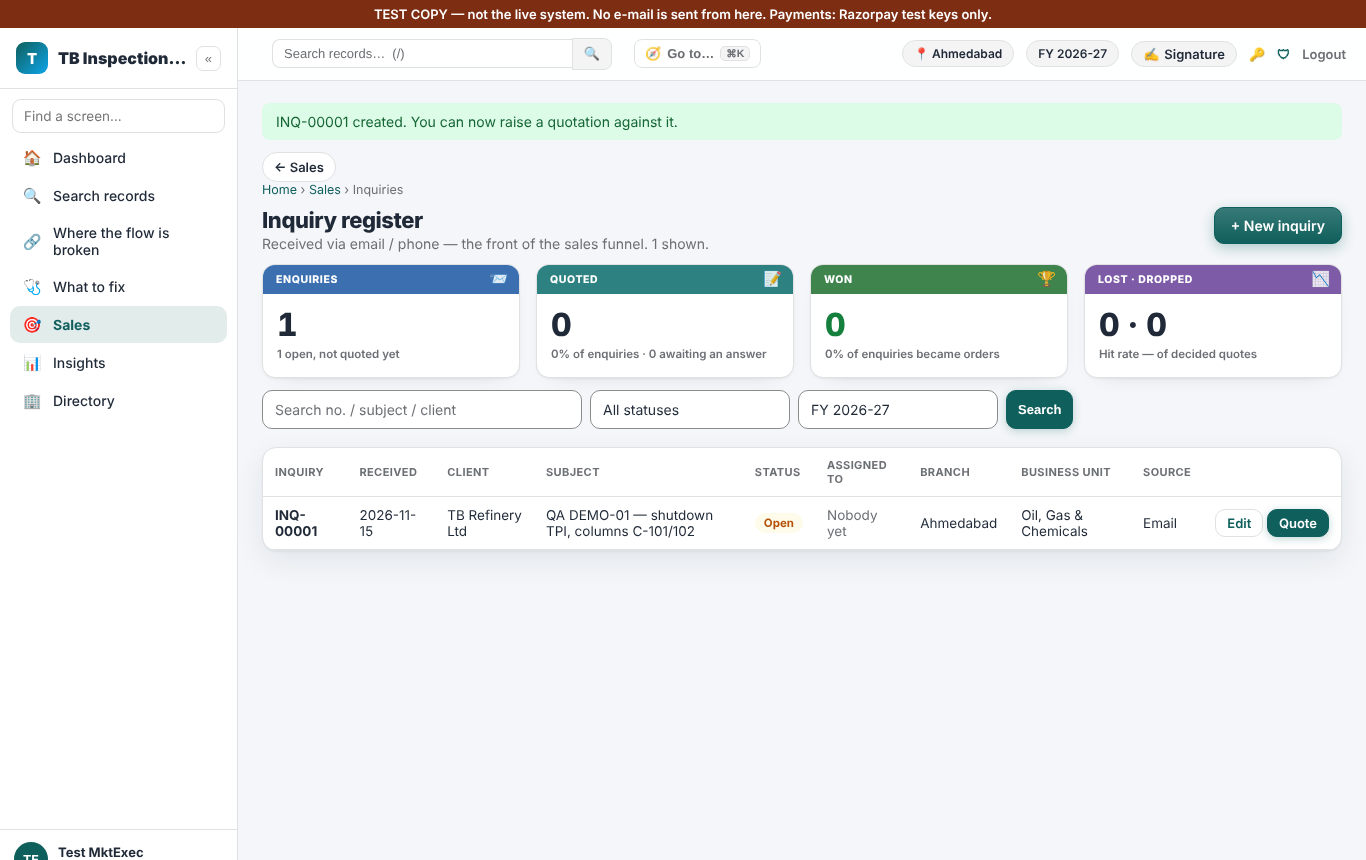 TEST COPY — not the live system. No e-mail is sent from here. Payments: Razorpay test keys only.
T
TB Inspection...
«
Search records… (/)
Go to… ⌘K
Ahmedabad
FY 2026-27
Signature
Logout
Find a screen…
Dashboard
Search records
Where the flow is
broken
What to fix
Sales
Insights
Directory
INQ-00001 created. You can now raise a quotation against it.
← Sales
Home › Sales › Inquiries
Inquiry register
Received via email / phone — the front of the sales funnel. 1 shown.
+ New inquiry
ENQUIRIES
1
1 open, not quoted yet
QUOTED
0
0% of enquiries · 0 awaiting an answer
WON
0
0% of enquiries became orders
LOST · DROPPED
0 · 0
Hit rate — of decided quotes
Search no. / subject / client
All statuses
FY 2026-27
Search
INQUIRY RECEIVED CLIENT SUBJECT STATUS ASSIGNED TO BRANCH BUSINESS UNIT SOURCE
INQ-
00001
2026-11-
15
TB Refinery
Ltd
QA DEMO-01 — shutdown
TPI, columns C-101/102
Open
Nobody
yet
Ahmedabad
Oil, Gas &
Chemicals
Email
Edit
Quote
Test MktExec